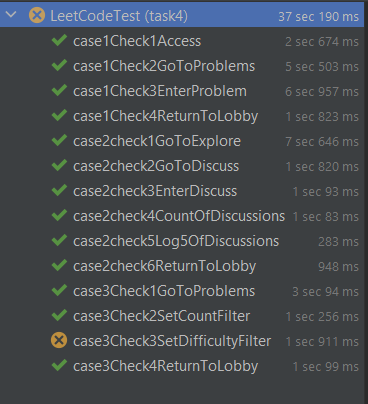 LeetCodeTest (task4) 37 sec 190 ms
case1Check1Access 2 sec 674 ms
case1Check2GoToProblems 5 sec 503 ms
case1Check3EnterProblem 6 sec 957 ms
case1Check4ReturnToLobby 1 sec 823 ms
case2check1GoToExplore 7 sec 646 ms
case2check2GoToDiscuss 1 sec 820 ms
case2check3EnterDiscuss 1 sec 93 ms
case2check4CountOfDiscussions 1 sec 83 ms
case2check5Log5OfDiscussions 283 ms
case2check6ReturnToLobby 948 ms
case3Check1GoToProblems 3 sec 94 ms
case3Check2SetCountFilter 1 sec 256 ms
case3Check3SetDifficultyFilter 1 sec 911 ms
case3Check4ReturnToLobby 1 sec 99 ms